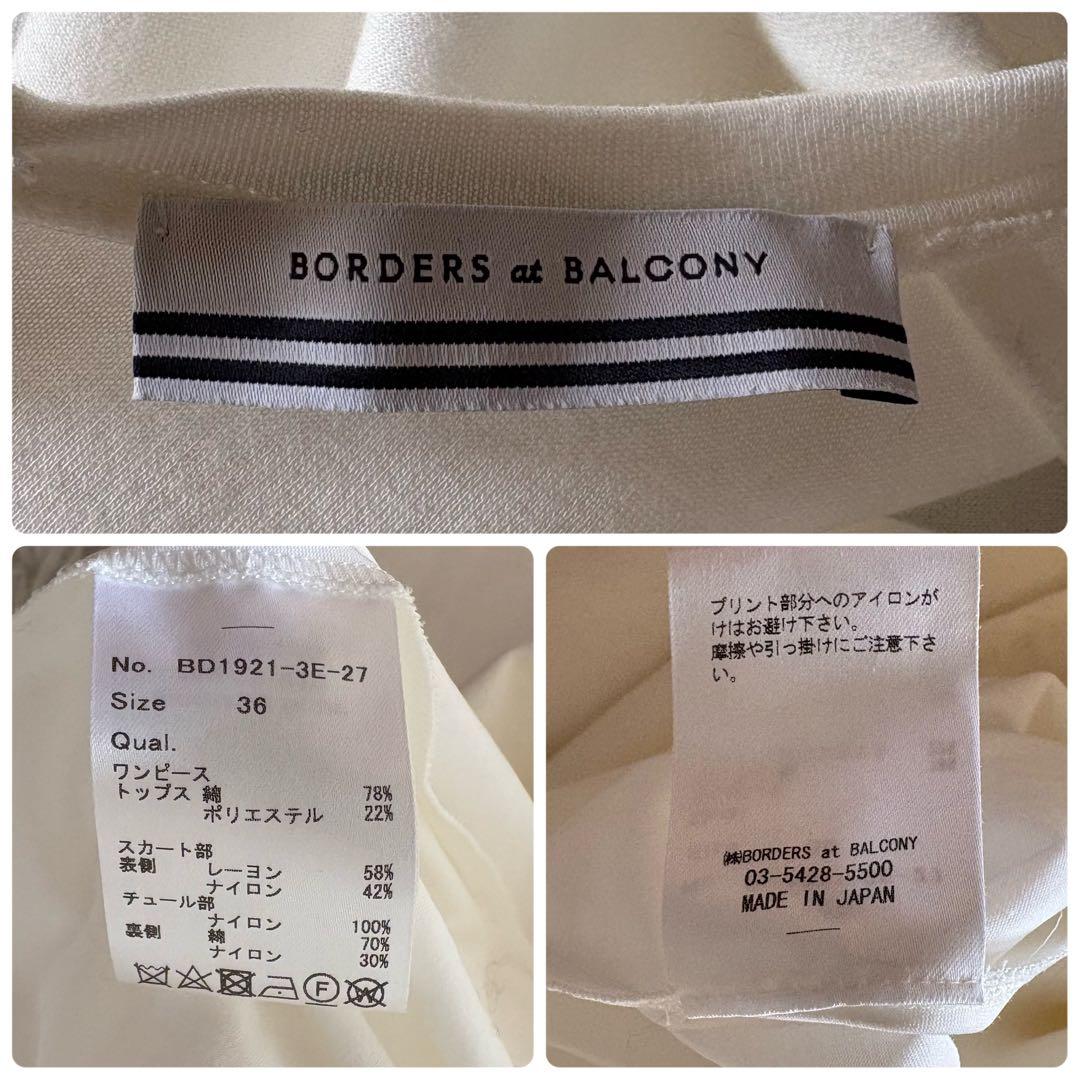 BORDERS at BALCONY
No. BD1921-3E-27
Size 36
Qual.
ワンピース
トップス 綿 78%
ポリエステル 22%
スカート部
表側 レーヨン 58%
ナイロン 42%
チュール部
ナイロン 100%
裏側 綿 70%
ナイロン 30%
F
W
プリント部分へのアイロンが
けはお避け下さい。
摩擦や引っ掛けにご注意下さ
い。
㈱BORDERS at BALCONY
03-5428-5500
MADE IN JAPAN